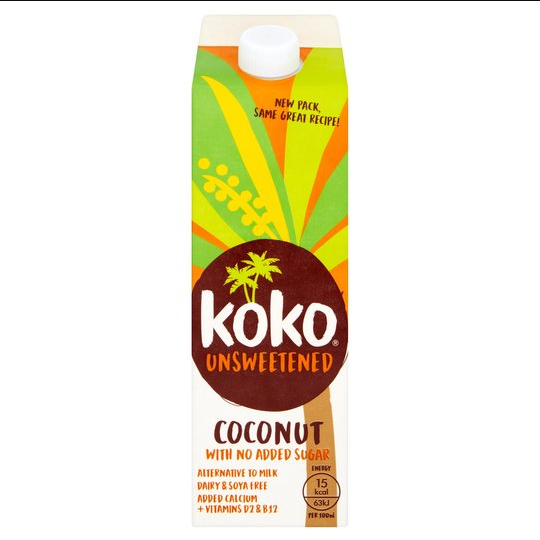 NEW PACK,
SAME GREAT RECIPE!
koko®
UNSWEETENED
COCONUT
WITH NO ADDED SUGAR
ALTERNATIVE TO MILK
DAIRY & SOYA FREE
ADDED CALCIUM
+ VITAMINS D2 & B12
ENERGY
15
kcal
63kJ
PER 100ml